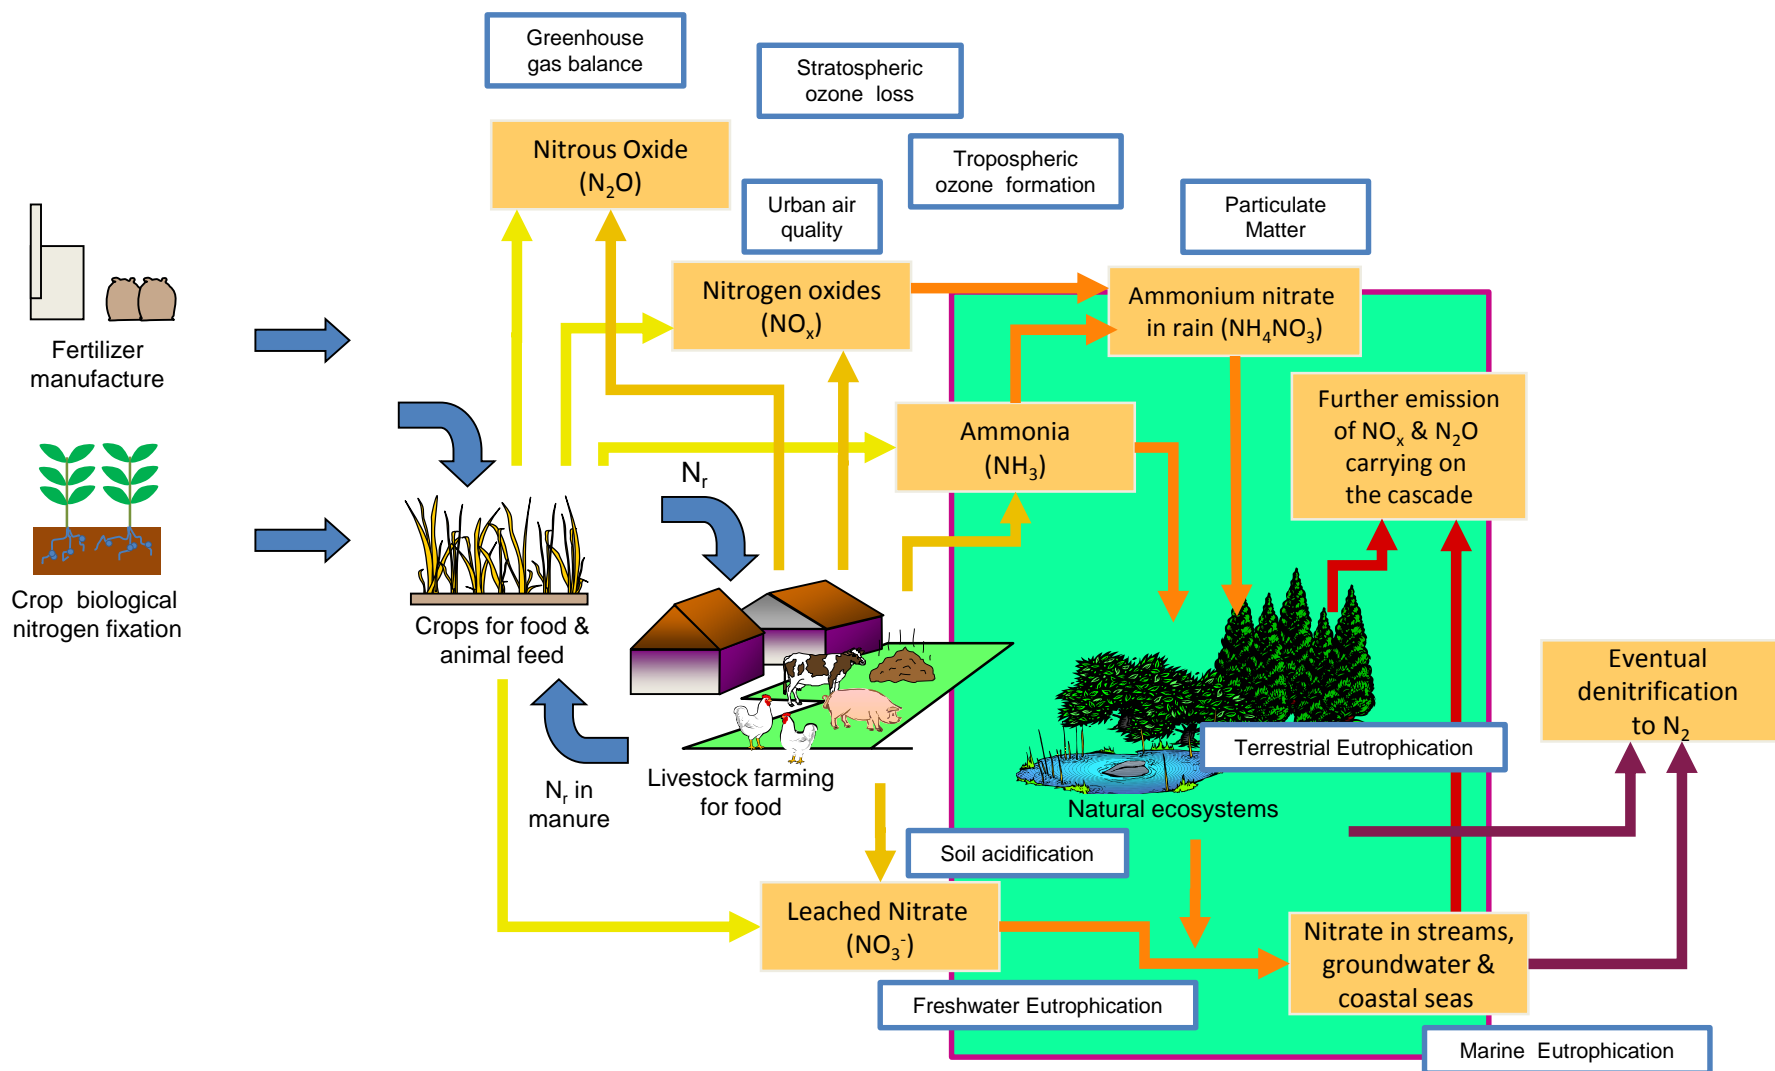 Greenhouse
gas balance
Stratospheric
ozone loss
Tropospheric
ozone formation
Nitrous Oxide
(N₂O)
Urban air
quality
Particulate
Matter
Nitrogen oxides
(NOₓ)
Ammonium nitrate
in rain (NH₄NO₃)
Fertilizer
manufacture
Further emission
of NOₓ & N₂O
carrying on
the cascade
Ammonia
(NH₃)
Nᵣ
Crop biological
nitrogen fixation
Crops for food &
animal feed
Eventual
denitrification
to N₂
Terrestrial Eutrophication
Nᵣ in
manure
Livestock farming
for food
Natural ecosystems
Soil acidification
Leached Nitrate
(NO₃⁻)
Nitrate in streams,
groundwater &
coastal seas
Freshwater Eutrophication
Marine Eutrophication